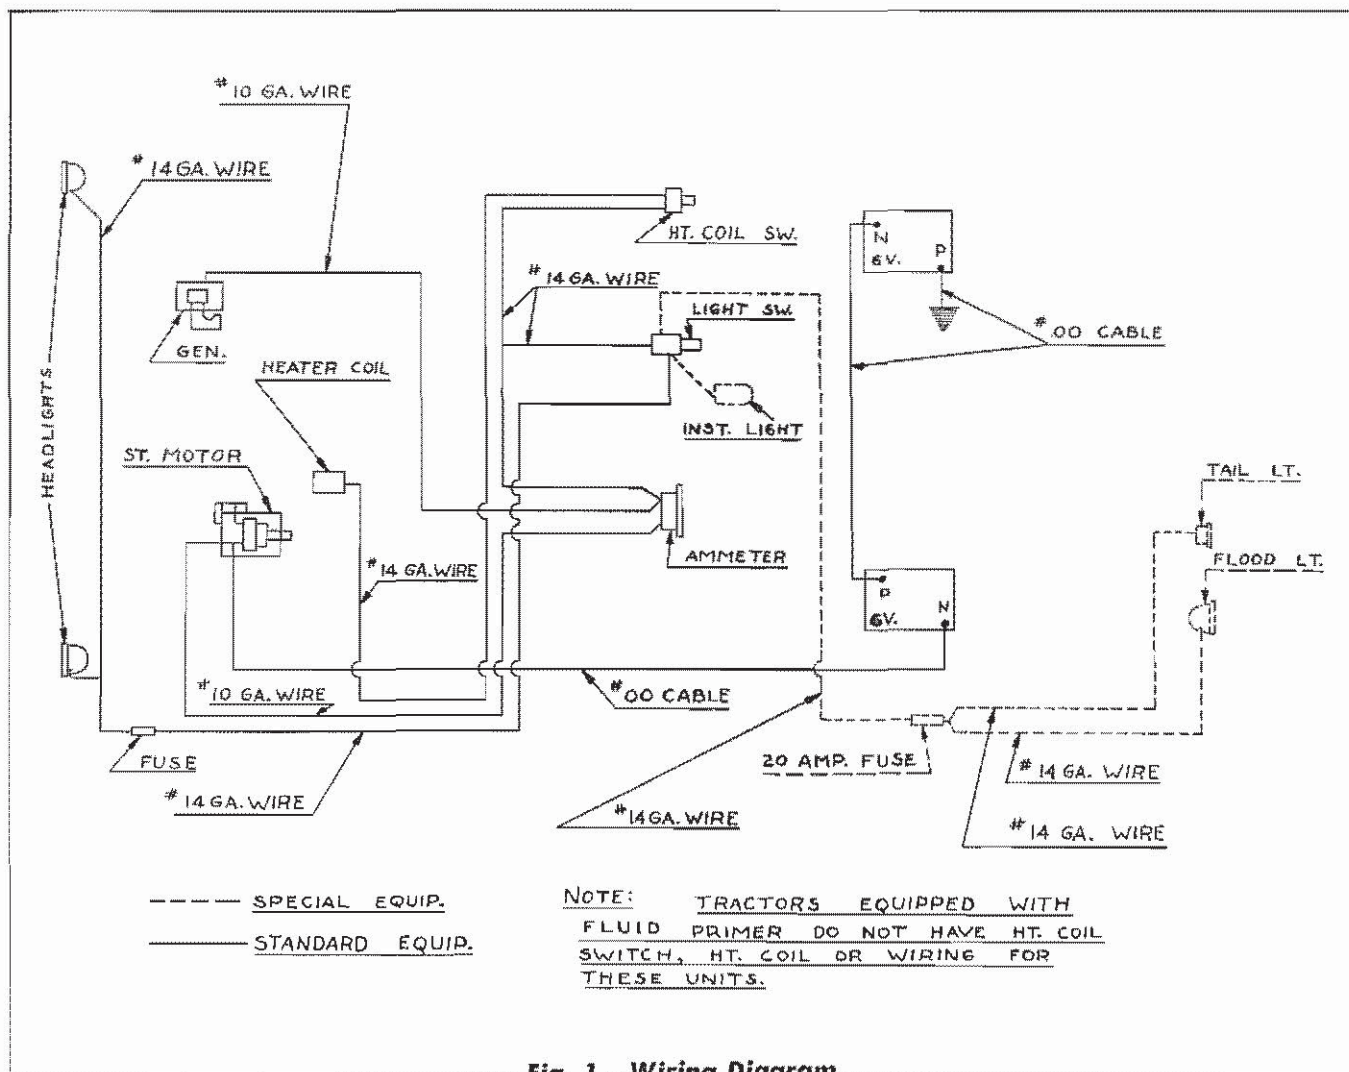 # 10 GA. WIRE
# 14 GA. WIRE
HT. COIL SW.
N
6V.
P
# 14 GA. WIRE
LIGHT SW.
# 00 CABLE
GEN.
HEATER COIL
INST. LIGHT
HEADLIGHTS
ST. MOTOR
TAIL LT.
AMMETER
FLOOD LT.
# 14 GA. WIRE
P
N
6V.
# 10 GA. WIRE
# 00 CABLE
FUSE
20 AMP. FUSE
# 14 GA. WIRE
# 14 GA. WIRE
# 14 GA. WIRE
# 14 GA. WIRE
SPECIAL EQUIP.
STANDARD EQUIP.
NOTE: TRACTORS EQUIPPED WITH
FLUID PRIMER DO NOT HAVE HT. COIL
SWITCH, HT. COIL OR WIRING FOR
THESE UNITS.
Fig. 1 Wiring Diagram